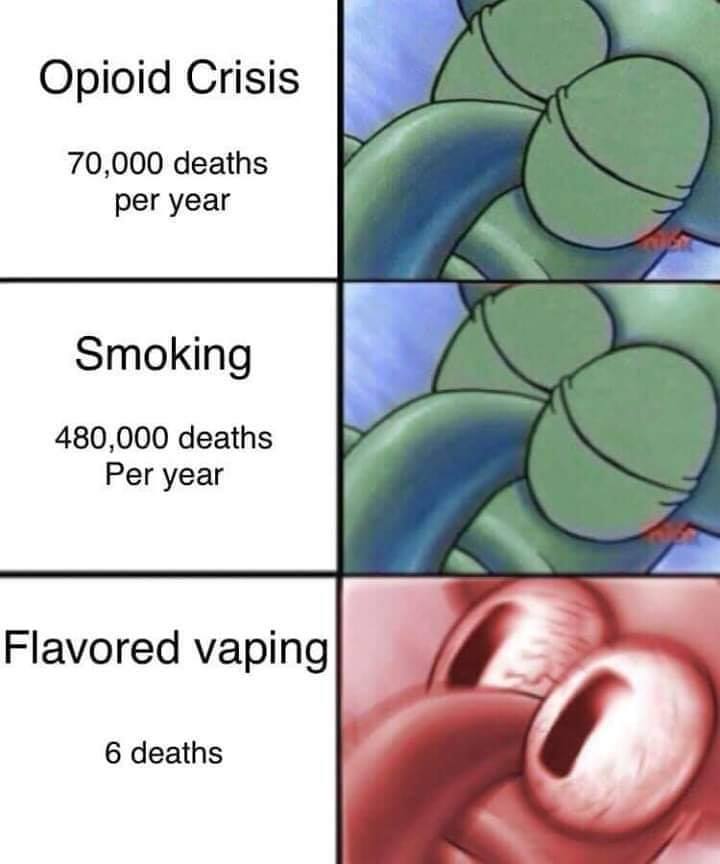 Opioid Crisis
70,000 deaths
per year
Smoking
480,000 deaths
Per year
Flavored vaping
6 deaths